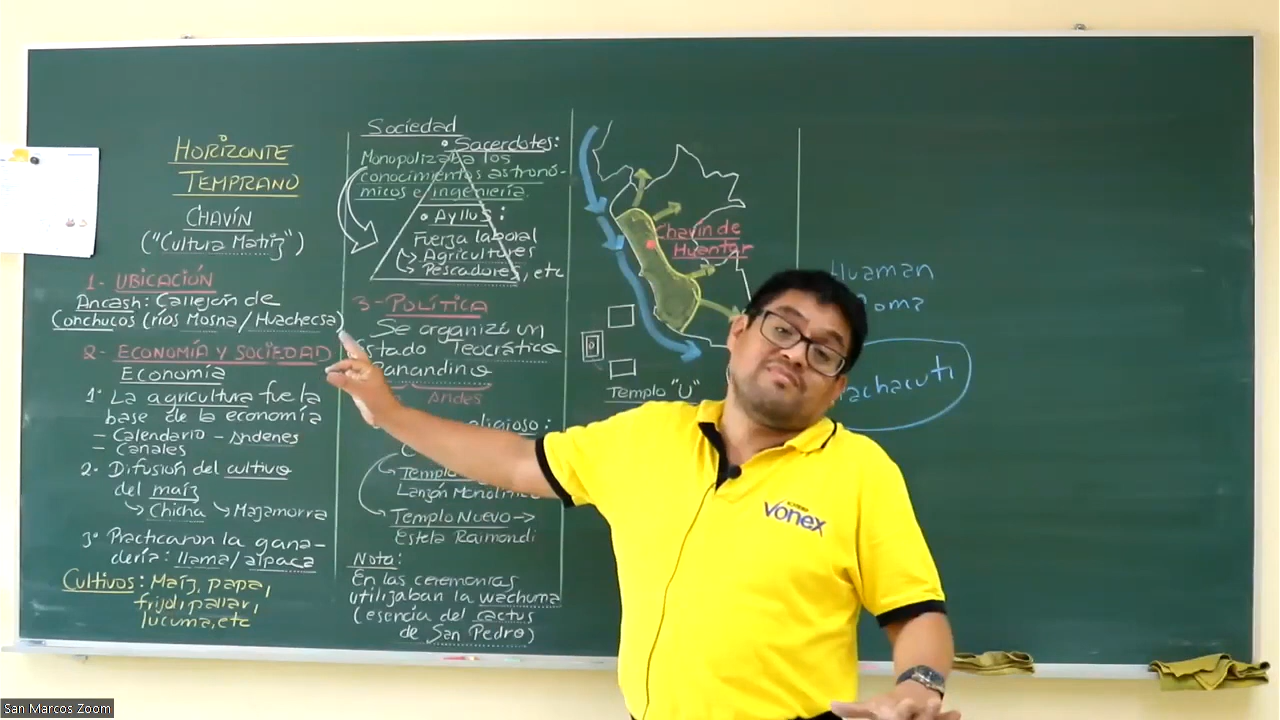 HORIZONTE
TEMPRANO
CHAVÍN
("Cultura Matriz")
1- UBICACIÓN
Ancash: Callejón de
Conchucos (ríos Mosna/Huachecsa)
2- ECONOMÍA Y SOCIEDAD
Economía
1° La agricultura fue la
base de la economía
- Calendario - Andenes
- Canales
2- Difusión del cultivo
del maíz
Chicha Mazamorra
3° Practicaron la gana-
dería: llama/alpaca
Cultivos: Maíz, papa,
frijol, pallar,
lucuma, etc
Sociedad
• Sacerdotes:
Monopolizaba los
conocimientos astronó-
micos e ingeniería.
• Ayllus:
Fuerza laboral
Agricultores
Pescadores, etc
3- POLÍTICA
Se organizó un
Estado Teocrático
Panandino
Andes
Templo
Lanzón Monolítico
Templo Nuevo ->
Estela Raimondi
Nota:
En las ceremonias
utilizaban la wachuma
(esencia del cactus
de San Pedro)
Chavín de
Huantar
Templo "U"
Huaman
Poma
VONEX
San Marcos Zoom